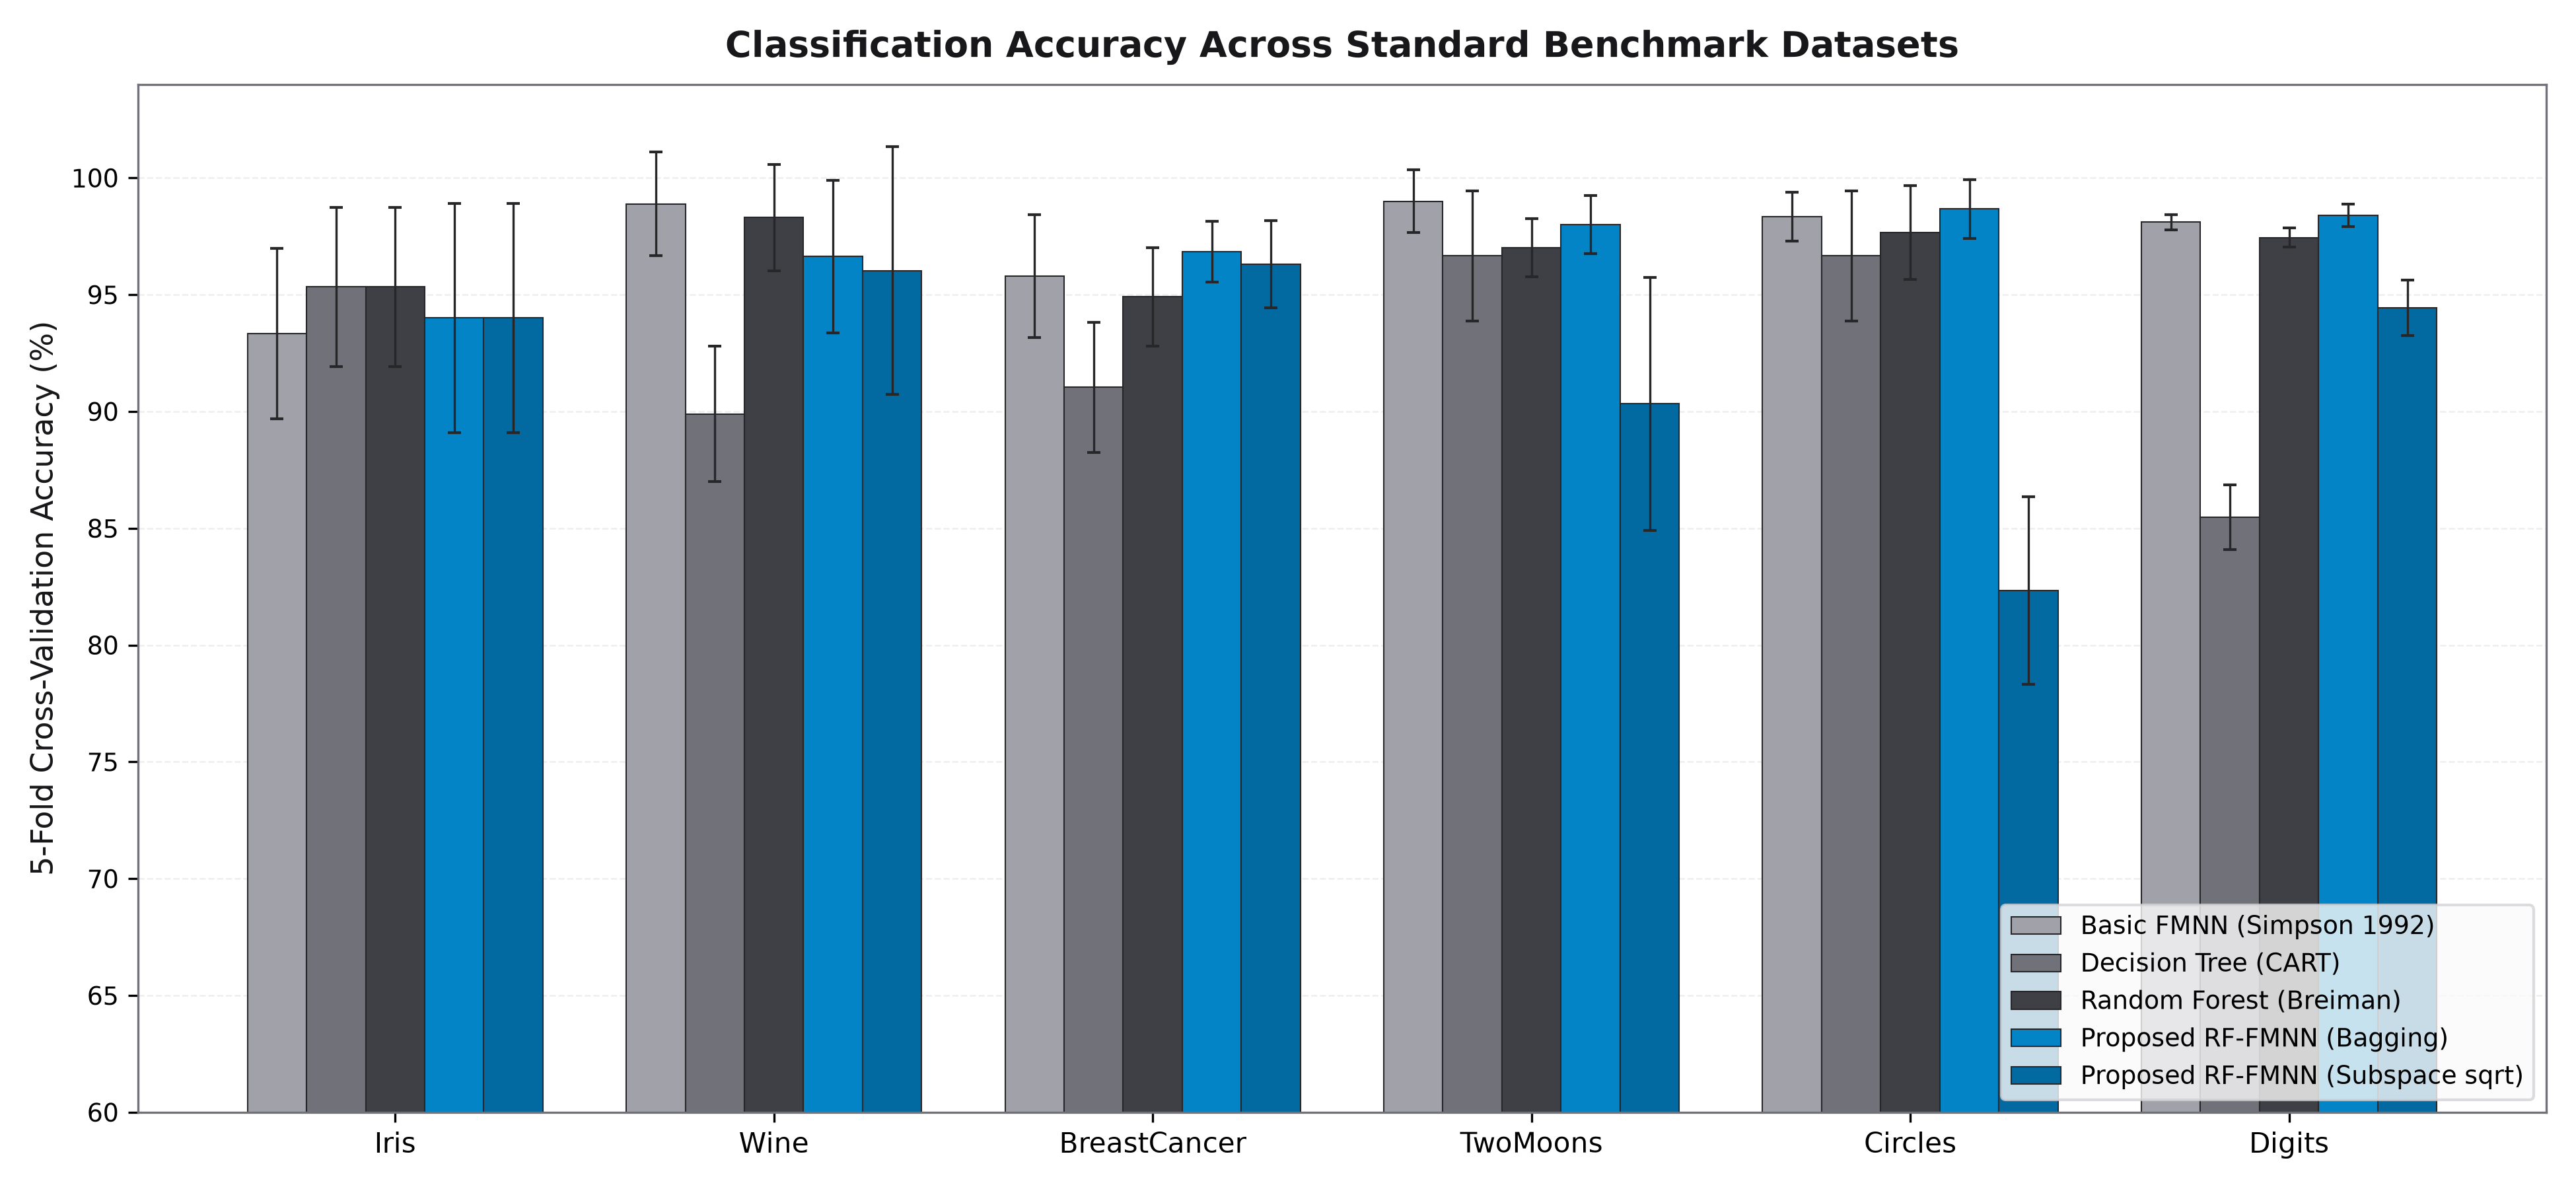 Classification Accuracy Across Standard Benchmark Datasets
5-Fold Cross-Validation Accuracy (%)
100
95
90
85
80
75
70
65
60
Iris
Wine
BreastCancer
TwoMoons
Circles
Digits
Basic FMNN (Simpson 1992)
Decision Tree (CART)
Random Forest (Breiman)
Proposed RF-FMNN (Bagging)
Proposed RF-FMNN (Subspace sqrt)